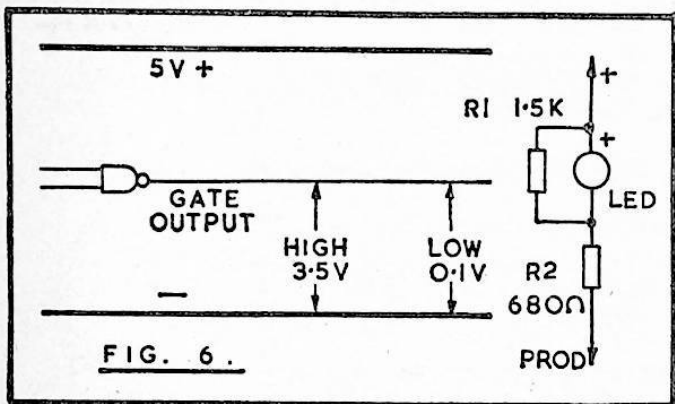 5V +
+
R1 1·5K
+
GATE
OUTPUT
LED
HIGH
3·5V
LOW
0·1V
R2
680Ω
—
FIG. 6.
PROD